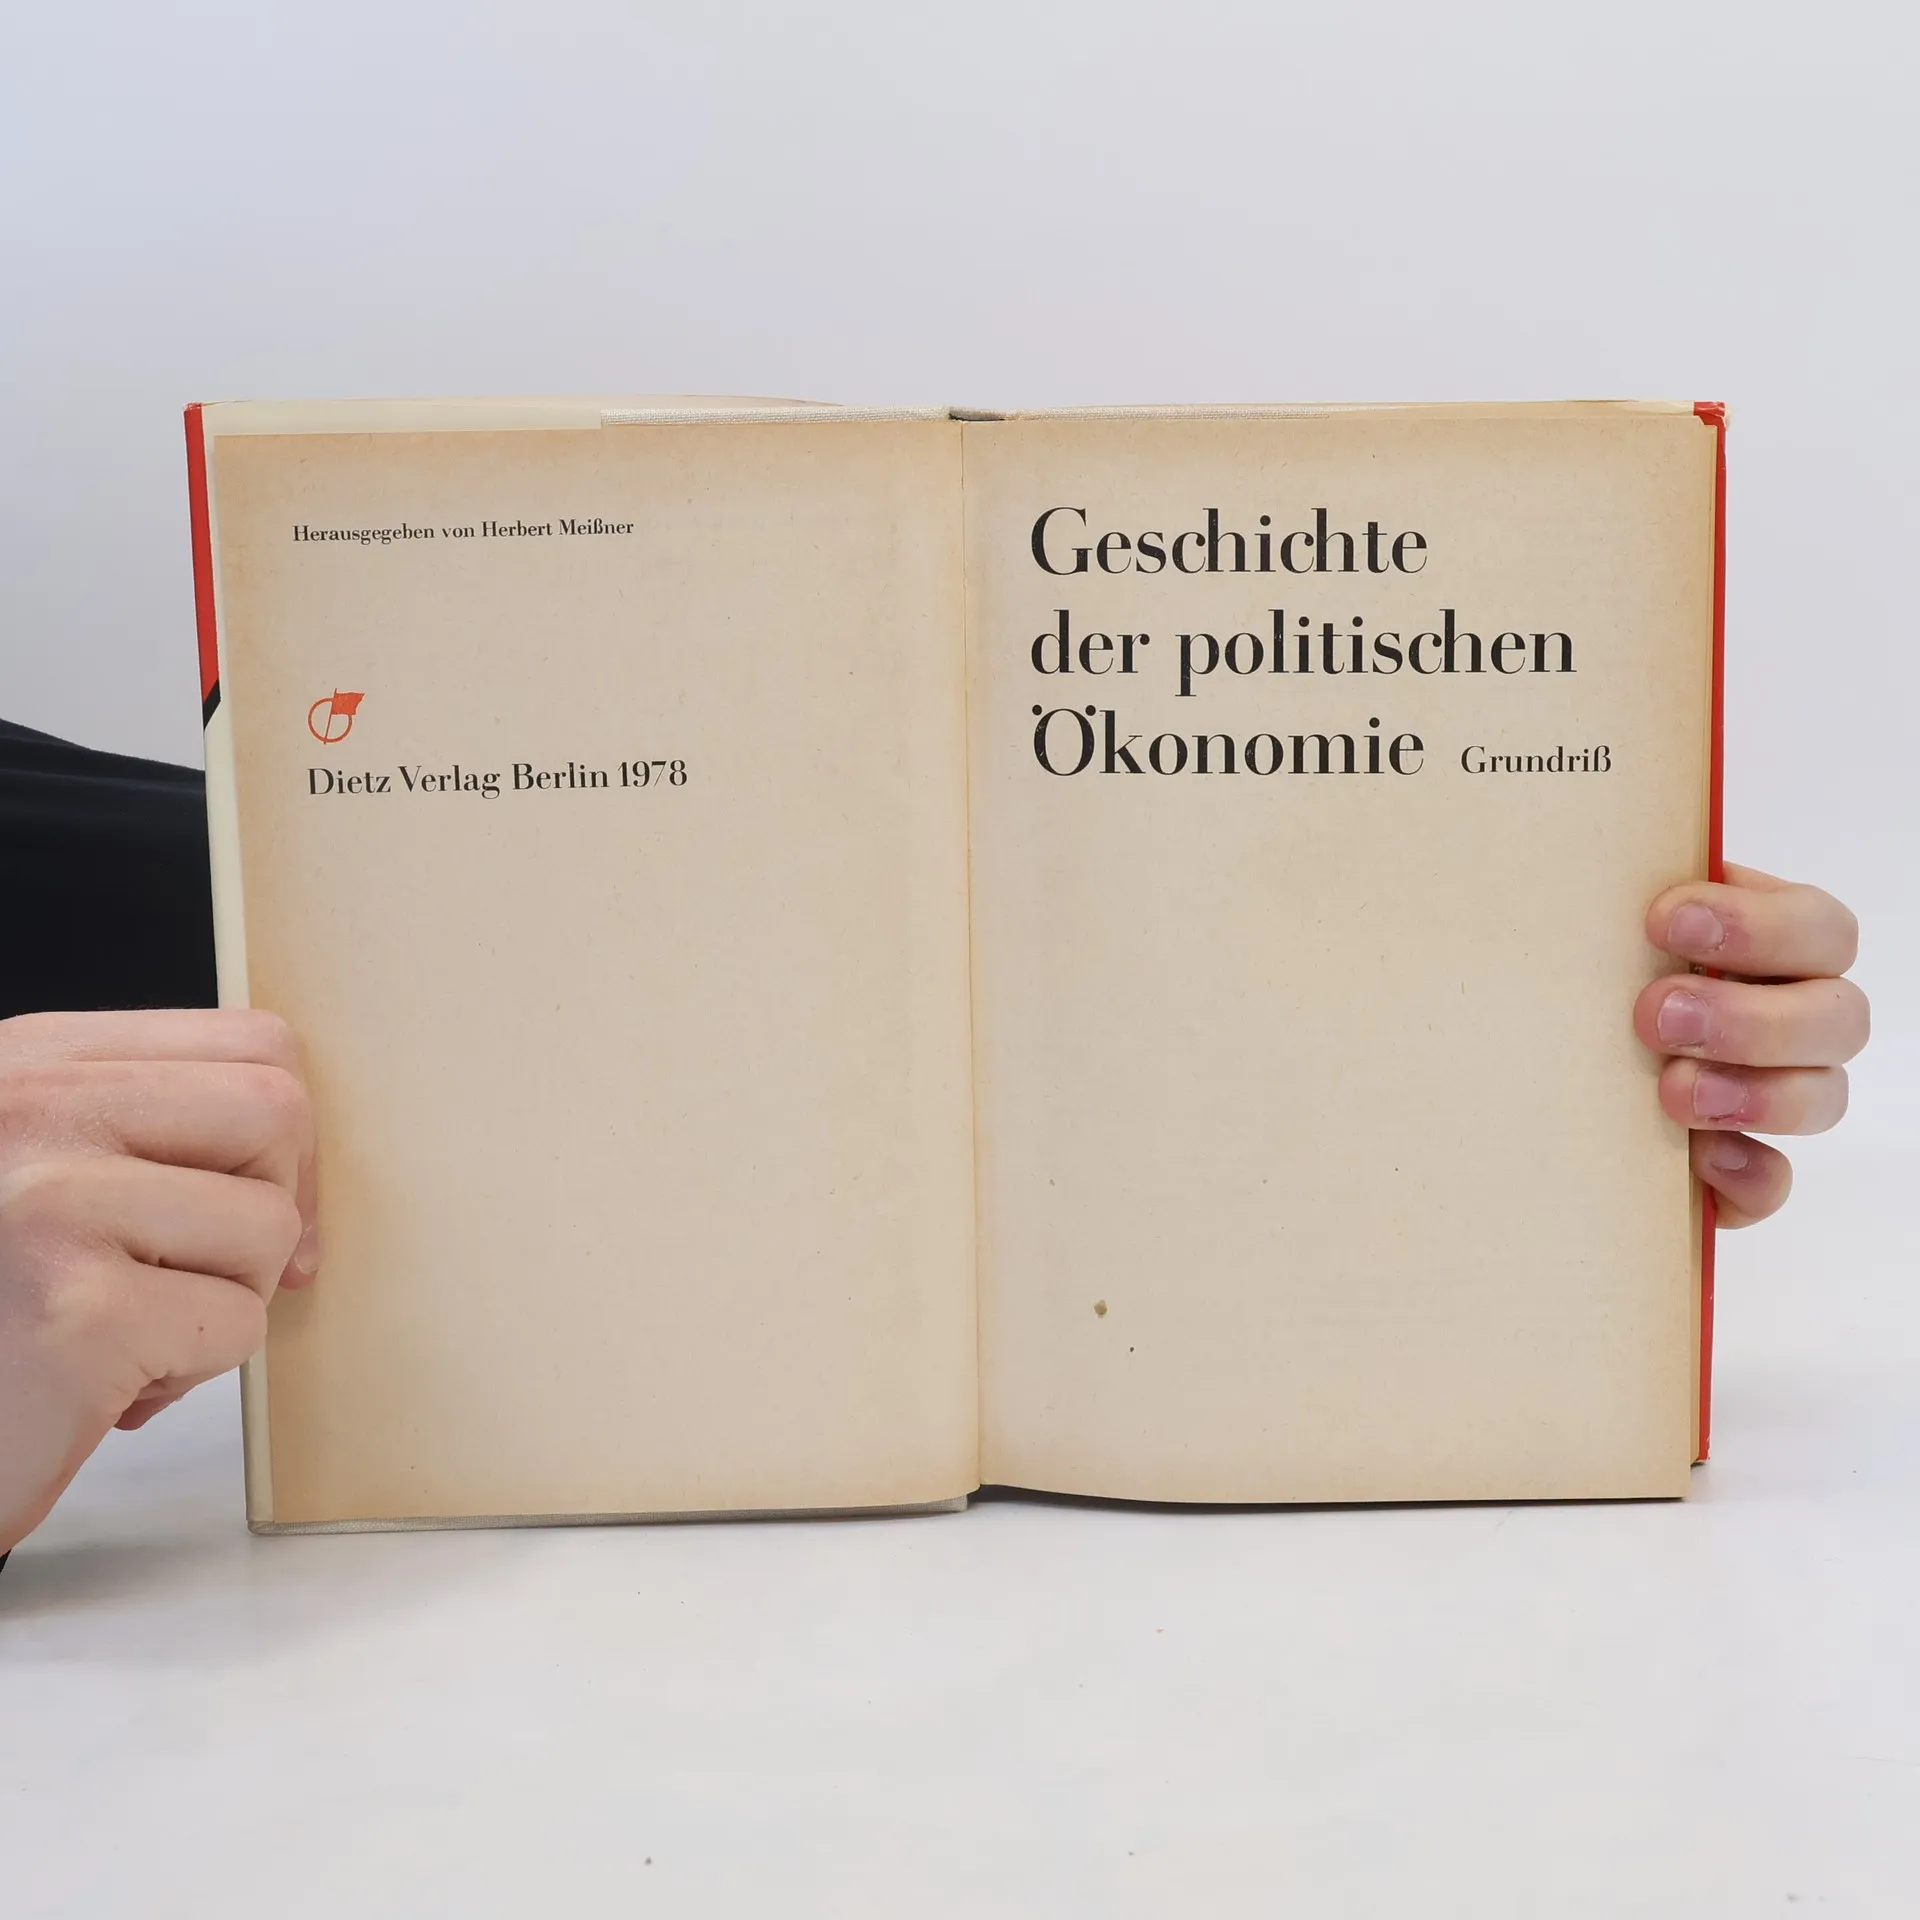 Herausgegeben von Herbert Meißner
Dietz Verlag Berlin 1978
Geschichte
der politischen
Ökonomie Grundriß